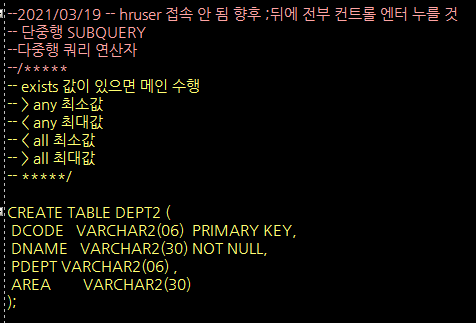 --2021/03/19 -- hruser 접속 안 됨 향후 ;뒤에 전부 컨트롤 엔터 누를 것
-- 단중행 SUBQUERY
--다중행 쿼리 연산자
--/*****
-- exists 값이 있으면 메인 수행
-- > any 최소값
-- < any 최대값
-- < all 최소값
-- > all 최대값
-- *****/
CREATE TABLE DEPT2 (
DCODE VARCHAR2(06) PRIMARY KEY,
DNAME VARCHAR2(30) NOT NULL,
PDEPT VARCHAR2(06) ,
AREA VARCHAR2(30)
);